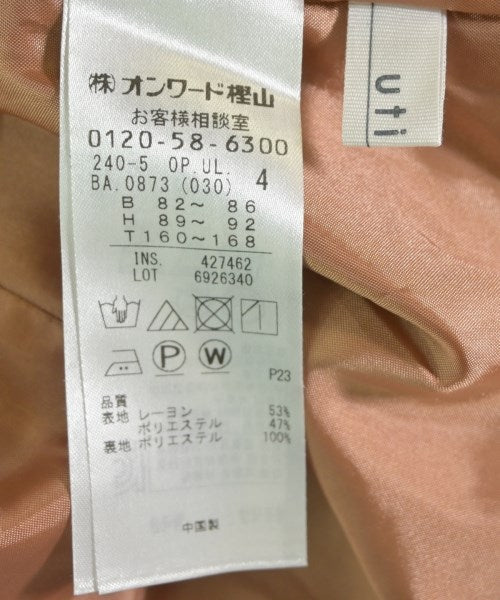 (株)オンワード樫山
お客様相談室
0120-58-6300
240-5 OP.UL.
BA.0873 (030) 4
B 82～ 86
H 89～ 92
T160～168
INS. 427462
LOT 6926340
P W
P23
品質
表地 レーヨン 53%
ポリエステル 47%
裏地 ポリエステル 100%
中国製
uti